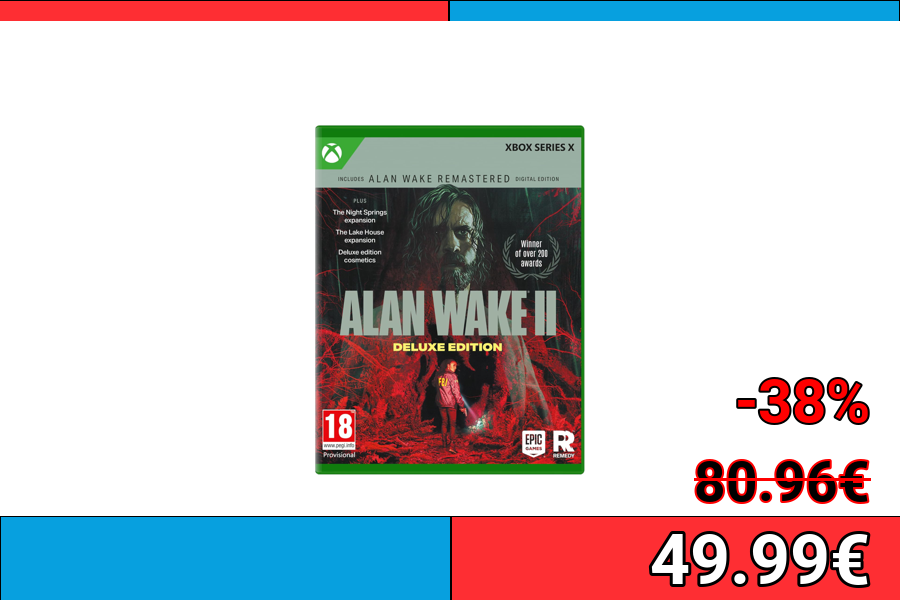 XBOX SERIES X
INCLUDES ALAN WAKE REMASTERED DIGITAL EDITION
PLUS
The Night Springs
expansion
The Lake House
expansion
Deluxe edition
cosmetics
Winner
of over 200
awards
ALAN WAKE II
DELUXE EDITION
FBI
18
www.pegi.info
Provisional
EPIC
GAMES
R
REMEDY
-38%
80.96€
49.99€